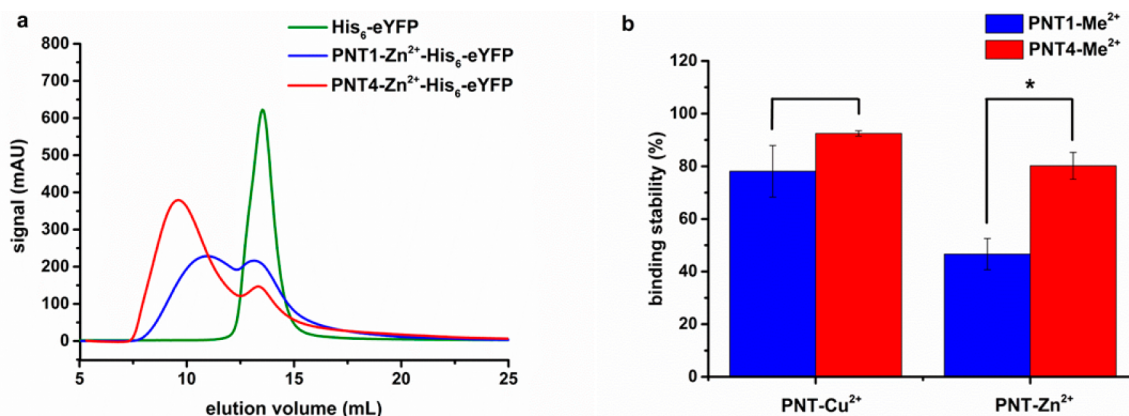 a
His₆-eYFP
PNT1-Zn²⁺-His₆-eYFP
PNT4-Zn²⁺-His₆-eYFP
800
700
600
500
400
300
200
100
0
signal (mAU)
5 10 15 20 25
elution volume (mL)
b
PNT1-Me²⁺
PNT4-Me²⁺
120
100
80
60
40
20
0
binding stability (%)
*
PNT-Cu²⁺ PNT-Zn²⁺